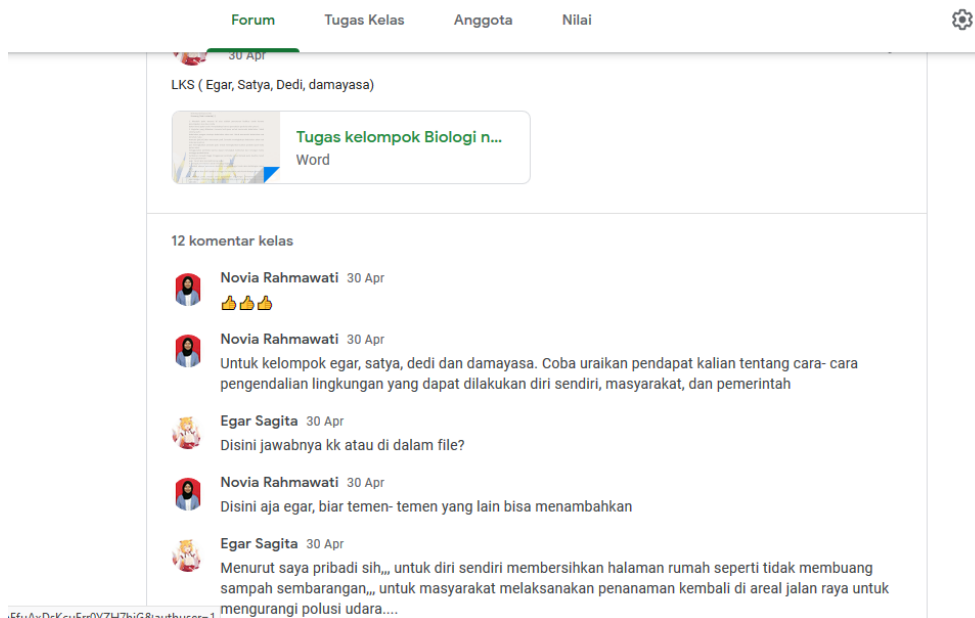 Forum Tugas Kelas Anggota Nilai
30 Apr
LKS ( Egar, Satya, Dedi, damayasa)
Tugas kelompok Biologi n...
Word
12 komentar kelas
Novia Rahmawati 30 Apr
👍👍👍
Novia Rahmawati 30 Apr
Untuk kelompok egar, satya, dedi dan damayasa. Coba uraikan pendapat kalian tentang cara- cara
pengendalian lingkungan yang dapat dilakukan diri sendiri, masyarakat, dan pemerintah
Egar Sagita 30 Apr
Disini jawabnya kk atau di dalam file?
Novia Rahmawati 30 Apr
Disini aja egar, biar temen- temen yang lain bisa menambahkan
Egar Sagita 30 Apr
Menurut saya pribadi sih,,, untuk diri sendiri membersihkan halaman rumah seperti tidak membuang
sampah sembarangan,,, untuk masyarakat melaksanakan penanaman kembali di areal jalan raya untuk
mengurangi polusi udara....